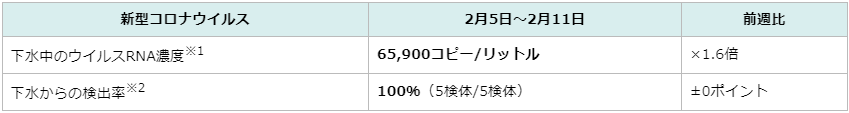 新型コロナウイルス 2月5日～2月11日 前週比
下水中のウイルスRNA濃度※1 65,900コピー/リットル ×1.6倍
下水からの検出率※2 100%（5検体/5検体） ±0ポイント